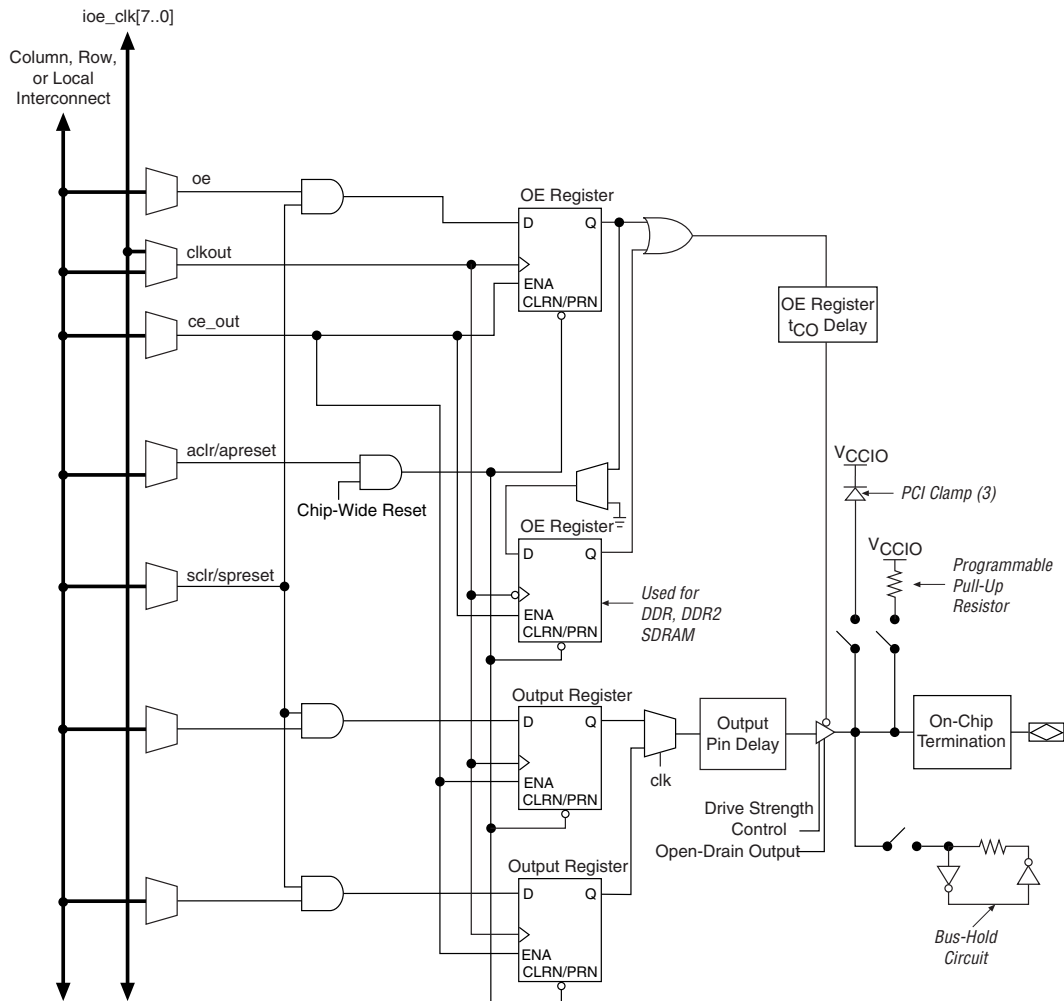 ioe_clk[7..0]
Column, Row,
or Local
Interconnect
oe
OE Register
D
Q
ENA
CLRN/PRN
clkout
ce_out
OE Register
tCO Delay
aclr/apreset
Chip-Wide Reset
VCCIO
PCI Clamp (3)
OE Register
D
Q
ENA
CLRN/PRN
Used for
DDR, DDR2
SDRAM
VCCIO
Programmable
Pull-Up
Resistor
sclr/spreset
Output Register
D
Q
ENA
CLRN/PRN
clk
Output
Pin Delay
On-Chip
Termination
Drive Strength
Control
Open-Drain Output
Output Register
D
Q
ENA
CLRN/PRN
Bus-Hold
Circuit